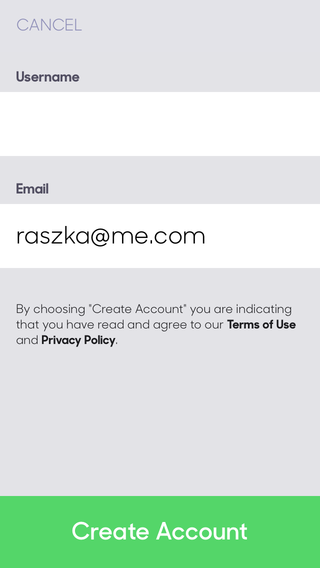 CANCEL
Username
Email
raszka@me.com
By choosing "Create Account" you are indicating
that you have read and agree to our Terms of Use
and Privacy Policy.
Create Account